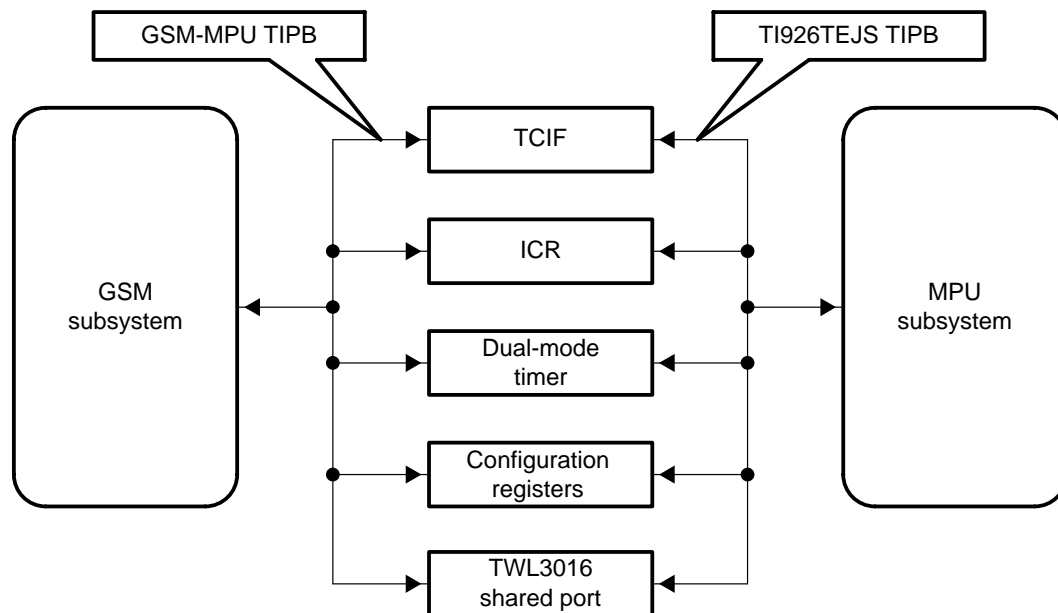 GSM-MPU TIPB
TI926TEJS TIPB
TCIF
ICR
GSM
subsystem
MPU
subsystem
Dual-mode
timer
Configuration
registers
TWL3016
shared port